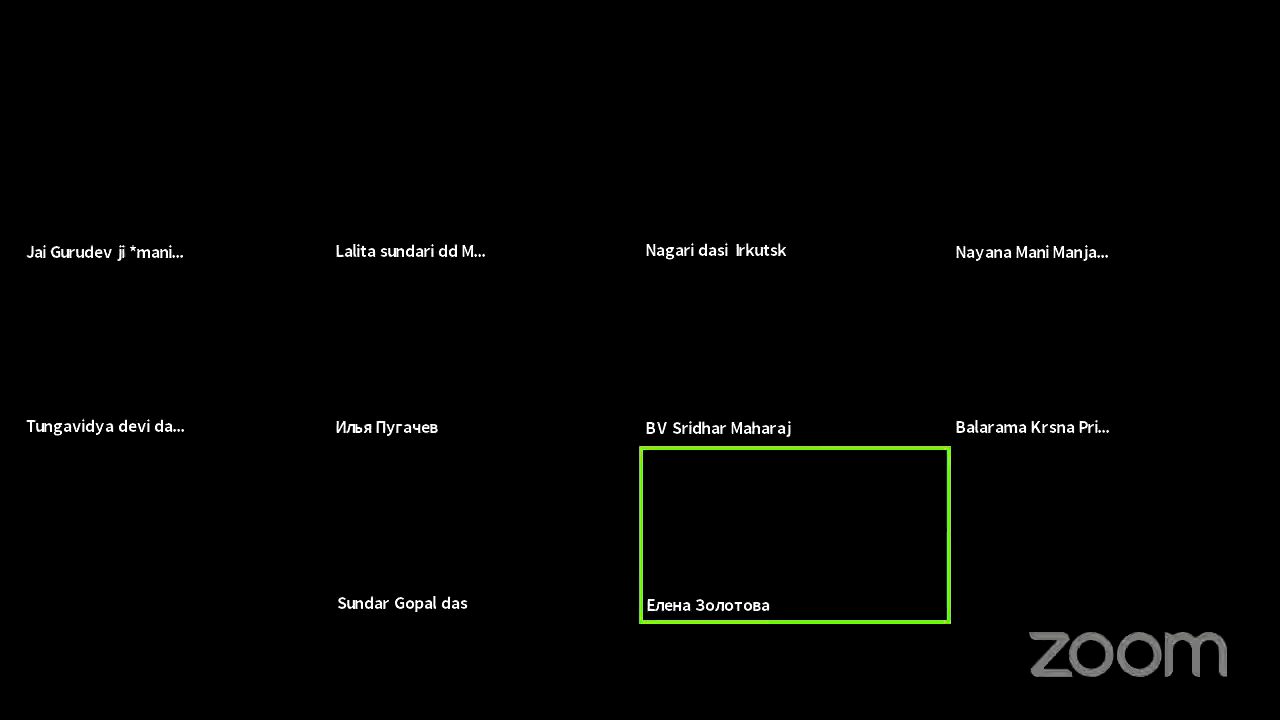 Jai Gurudev ji *mani...
Lalita sundari dd M...
Nagari dasi Irkutsk
Nayana Mani Manja...
Tungavidya devi da...
Илья Пугачев
BV Sridhar Maharaj
Balarama Krsna Pri...
Sundar Gopal das
Елена Золотова
zoom